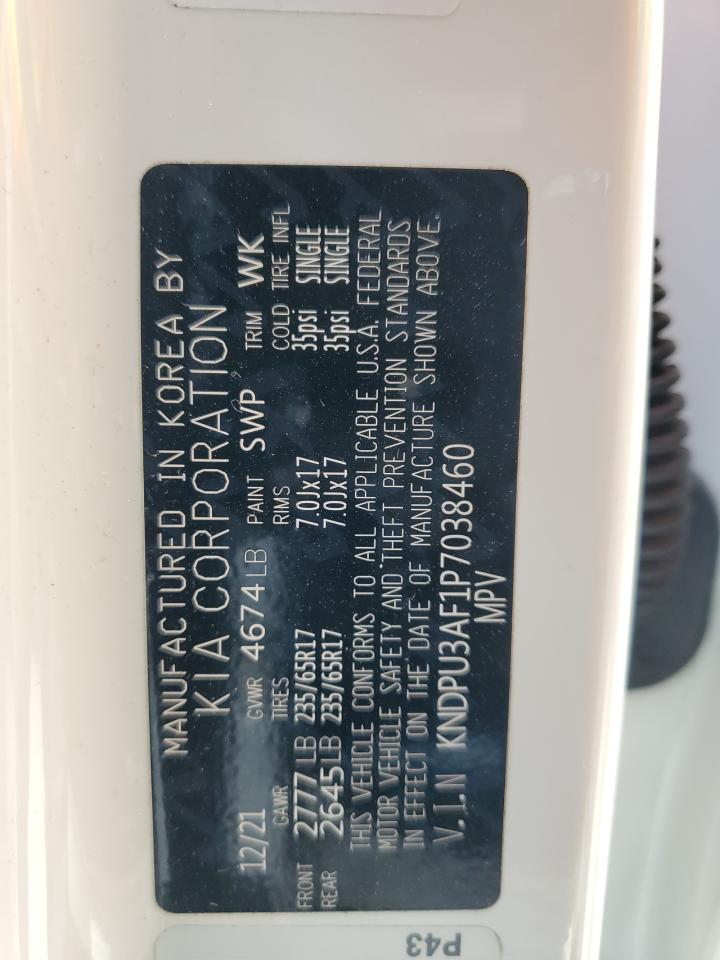 MANUFACTURED IN KOREA BY
KIA CORPORATION
12/21 GVWR 4674 LB PAINT SWP TRIM WK
GAWR TIRES RIMS COLD TIRE INFL
FRONT 2777 LB 235/65R17 7.0Jx17 35psi SINGLE
REAR 2645 LB 235/65R17 7.0Jx17 35psi SINGLE
THIS VEHICLE CONFORMS TO ALL APPLICABLE U.S.A. FEDERAL
MOTOR VEHICLE SAFETY AND THEFT PREVENTION STANDARDS
IN EFFECT ON THE DATE OF MANUFACTURE SHOWN ABOVE.
V.I.N KNDPU3AF1P7038460
MPV
P43